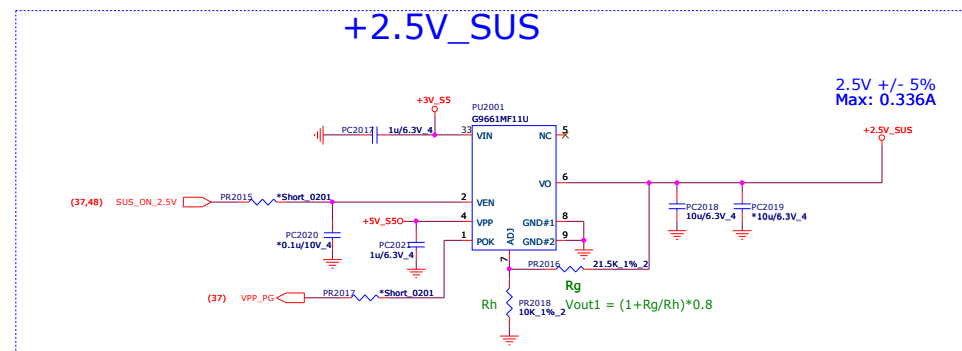 +2.5V_SUS
2.5V +/- 5%
Max: 0.336A
+3V_S5
PU2001
G9661MF11U
+2.5V_SUS
PC2017
1u/6.3V_4
33
VIN
NC
5
VO
6
(37,48)
SUS_ON_2.5V
PR2015
*Short_0201
2
VEN
PC2018
10u/6.3V_4
PC2019
*10u/6.3V_4
+5V_S5
4
VPP
GND#1
8
PC2020
*0.1u/10V_4
PC2021
1u/6.3V_4
1
POK
ADJ
GND#2
9
7
PR2016
21.5K_1%_2
(37)
VPP_PG
PR2017
*Short_0201
Rg
Rh
PR2018
10K_1%_2
Vout1 = (1+Rg/Rh)*0.8